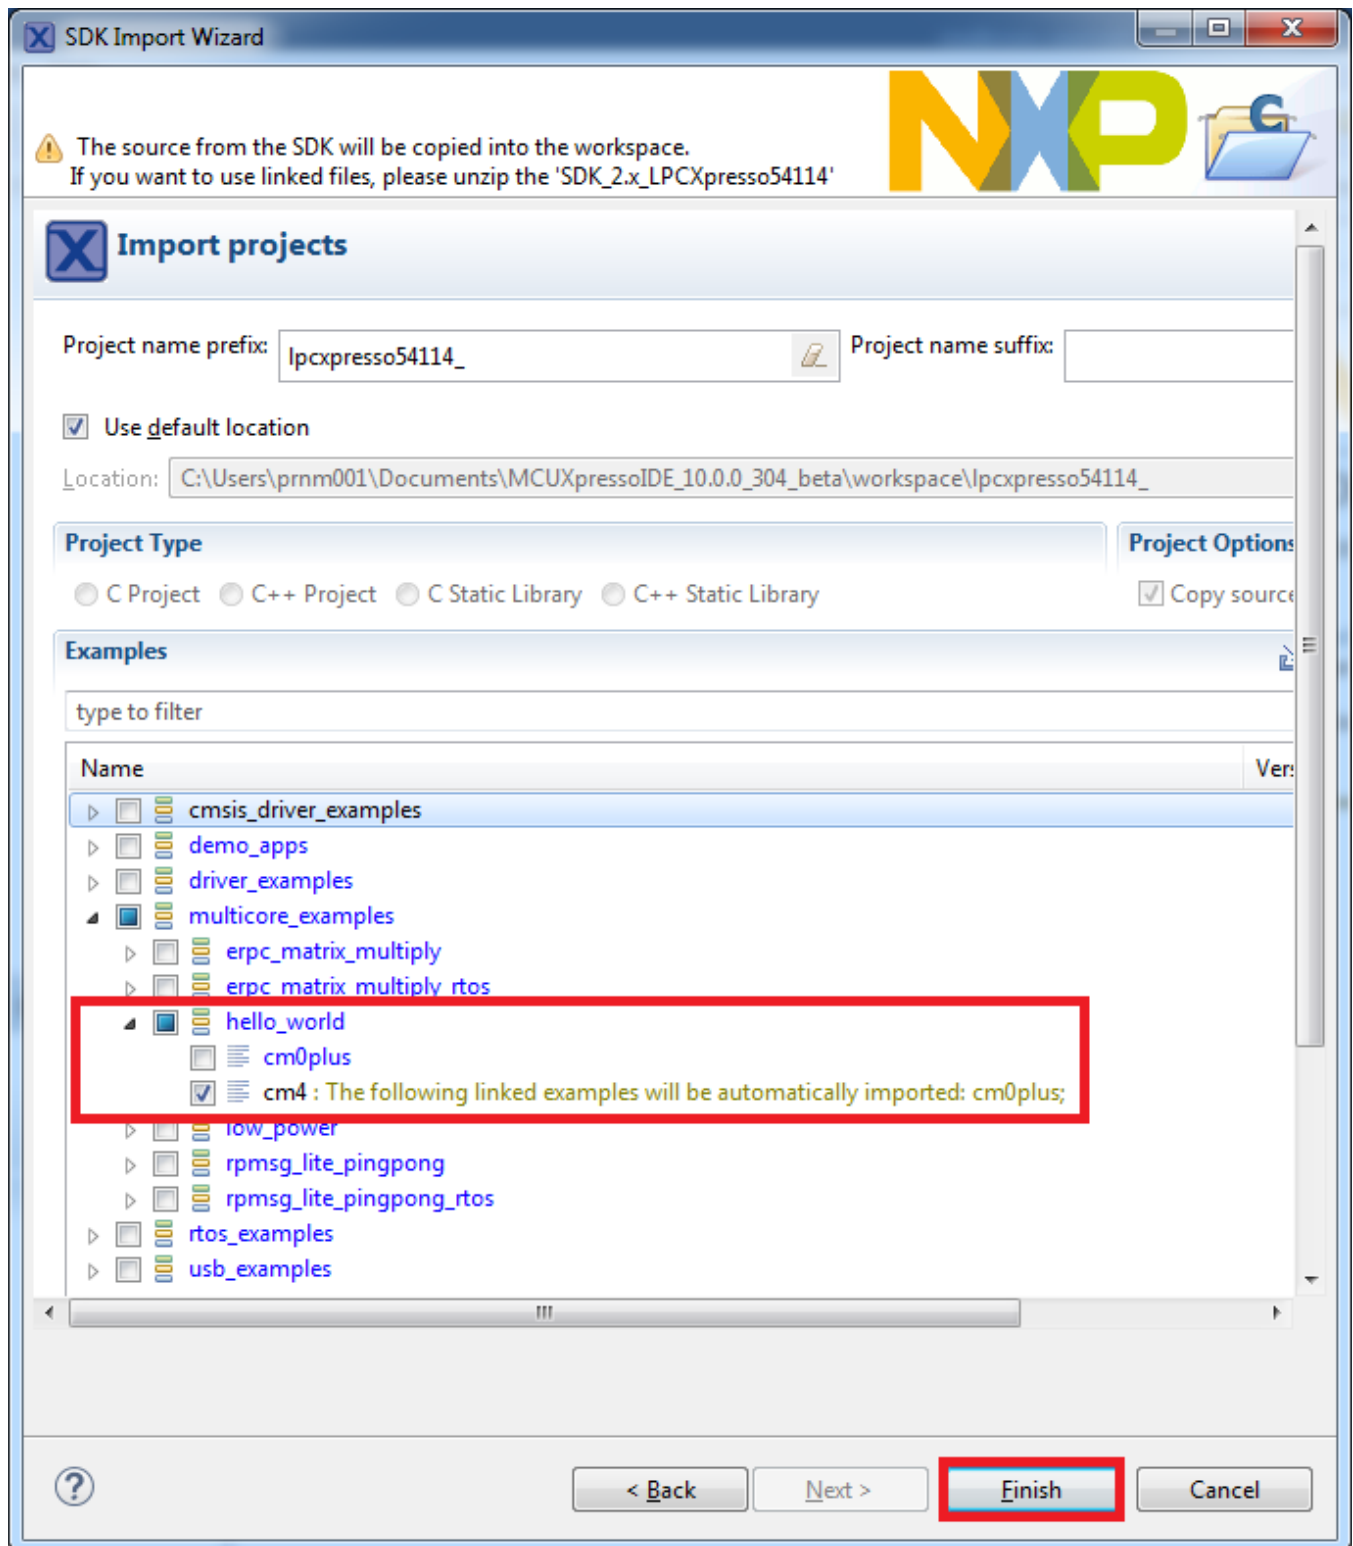 SDK Import Wizard
NXP
The source from the SDK will be copied into the workspace.
If you want to use linked files, please unzip the 'SDK_2.x_LPCXpresso54114'
C
X
Import projects
Project name prefix: lpcxpresso54114_ Project name suffix:
Use default location
Location: C:\Users\prnm001\Documents\MCUXpressoIDE_10.0.0_304_beta\workspace\lpcxpresso54114_
Project Type Project Options
C Project C++ Project C Static Library C++ Static Library Copy source
Examples
type to filter
Name Vers
cmsis_driver_examples
demo_apps
driver_examples
multicore_examples
erpc_matrix_multiply
erpc_matrix_multiply_rtos
hello_world
cm0plus
cm4 : The following linked examples will be automatically imported: cm0plus;
low_power
rpmsg_lite_pingpong
rpmsg_lite_pingpong_rtos
rtos_examples
usb_examples
? < Back Next > Finish Cancel